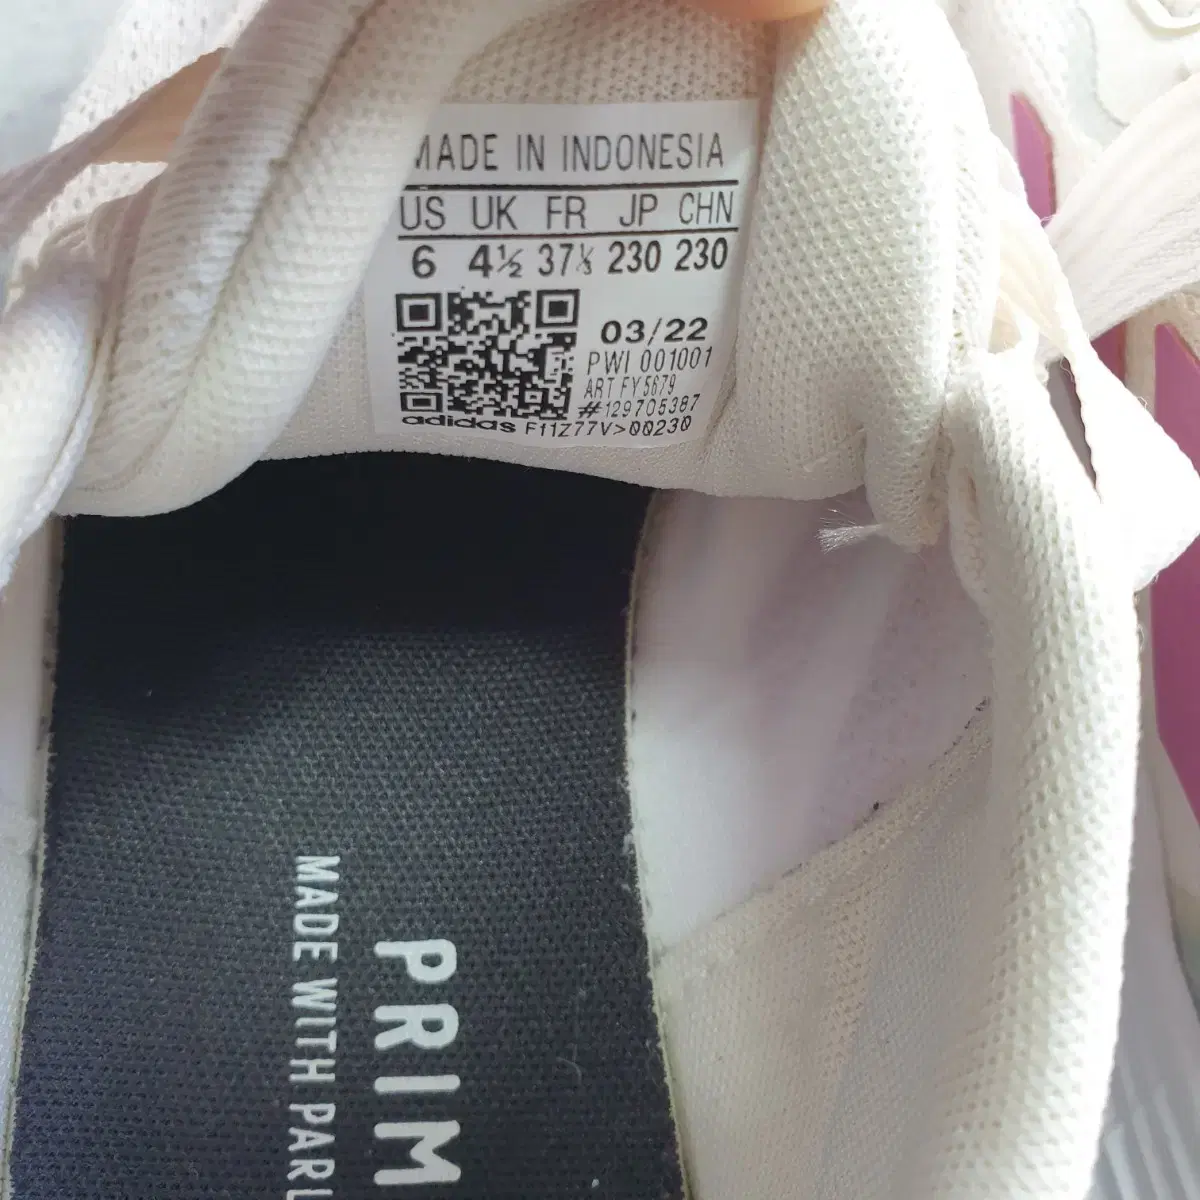 MADE IN INDONESIA
US UK FR JP CHN
6 4½ 37⅓ 230 230
03/22
PWI 001001
ART FY5679
#129705387
adidas F11Z77V>00230
PRIM
MADE WITH PARL